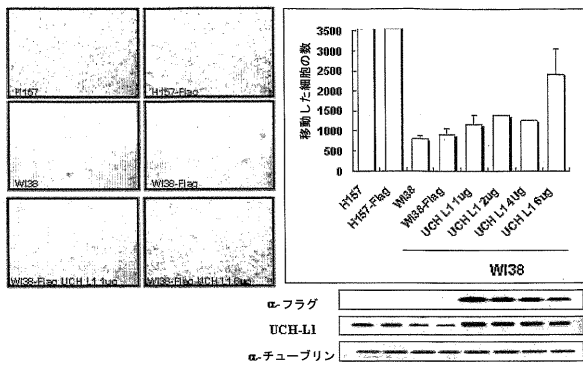 H157
H157-Flag
WI38
WI38-Flag
WI38-Flag UCH L1 1ug
WI38-Flag UCH L1 6ug
移動した細胞の数
3500
3000
2500
2000
1500
1000
500
0
H157
H157-Flag
WI38
WI38-Flag
UCH L1 1ug
UCH L1 2ug
UCH L1 4Ug
UCH L1 6ug
WI38
α-フラグ
UCH-L1
α-チューブリン